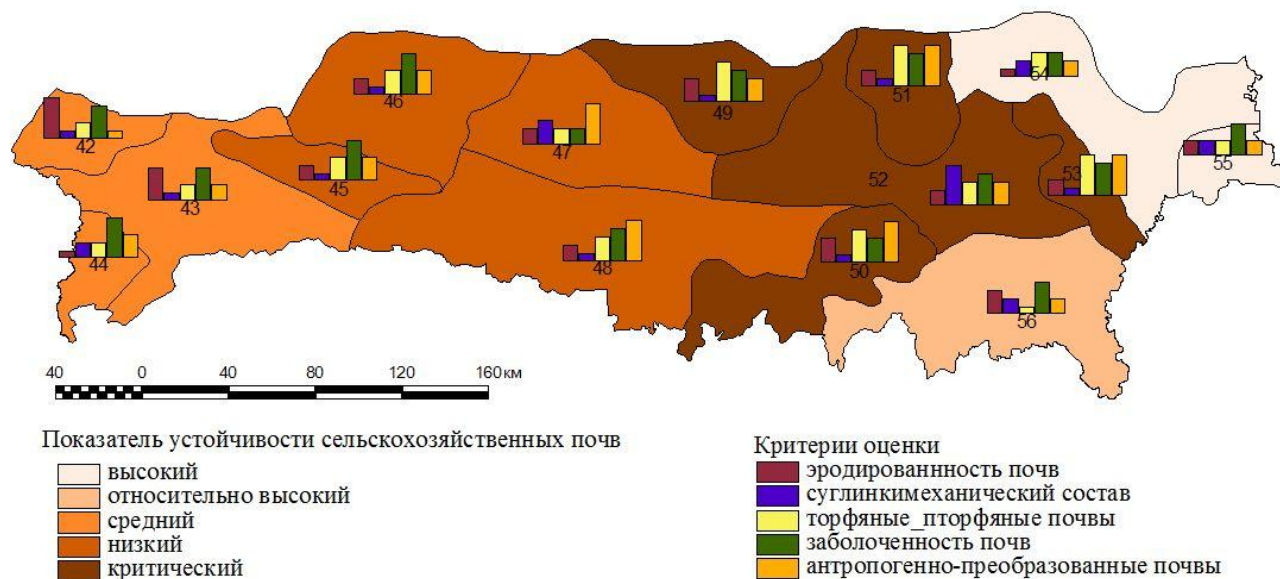 54
46
51
49
42
47
55
45
53
52
43
44
48
50
56
40 0 40 80 120 160 км
Показатель устойчивости сельскохозяйственных почв
высокий
относительно высокий
средний
низкий
критический
Критерии оценки
эродированнность почв
суглинкимеханический состав
торфяные_пторфяные почвы
заболоченность почв
антропогенно-преобразованные почвы